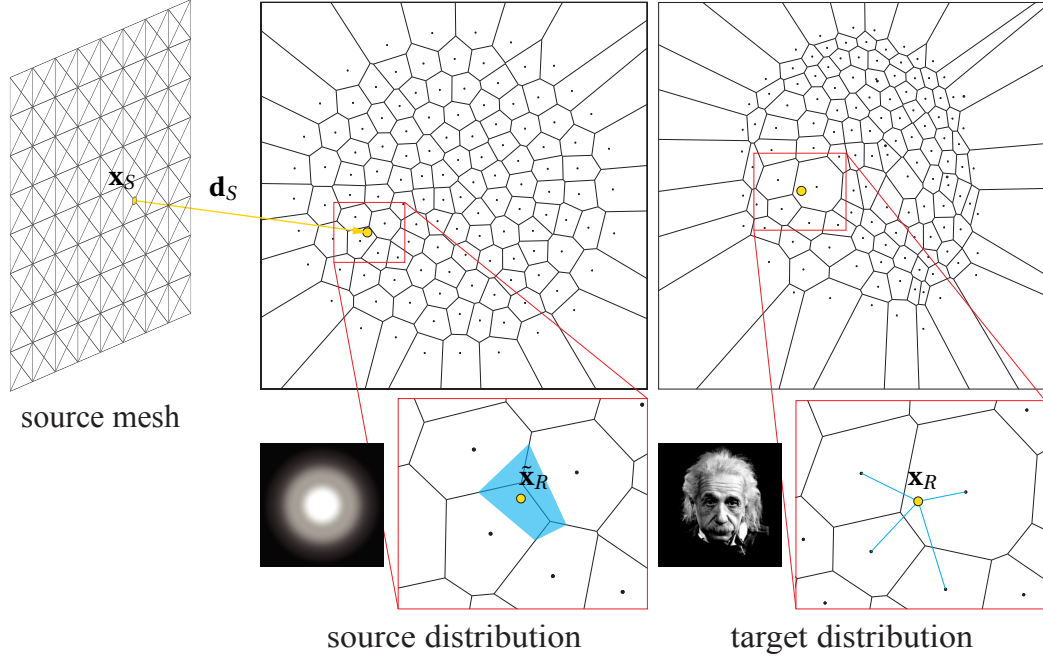 x_S
d_S
source mesh
x̃_R
x_R
source distribution
target distribution